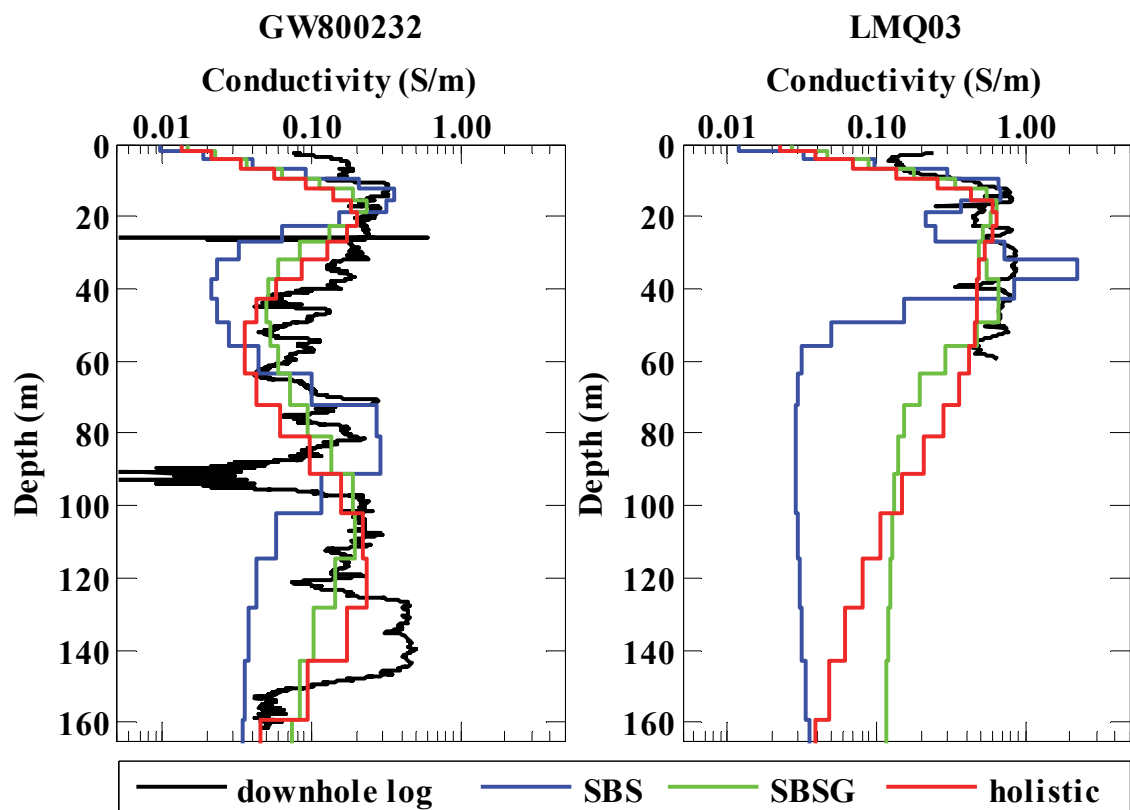 GW800232
LMQ03
Conductivity (S/m)
Conductivity (S/m)
0.01 0.10 1.00
0.01 0.10 1.00
0
20
40
60
80
100
120
140
160
Depth (m)
0
20
40
60
80
100
120
140
160
Depth (m)
downhole log SBS SBSG holistic